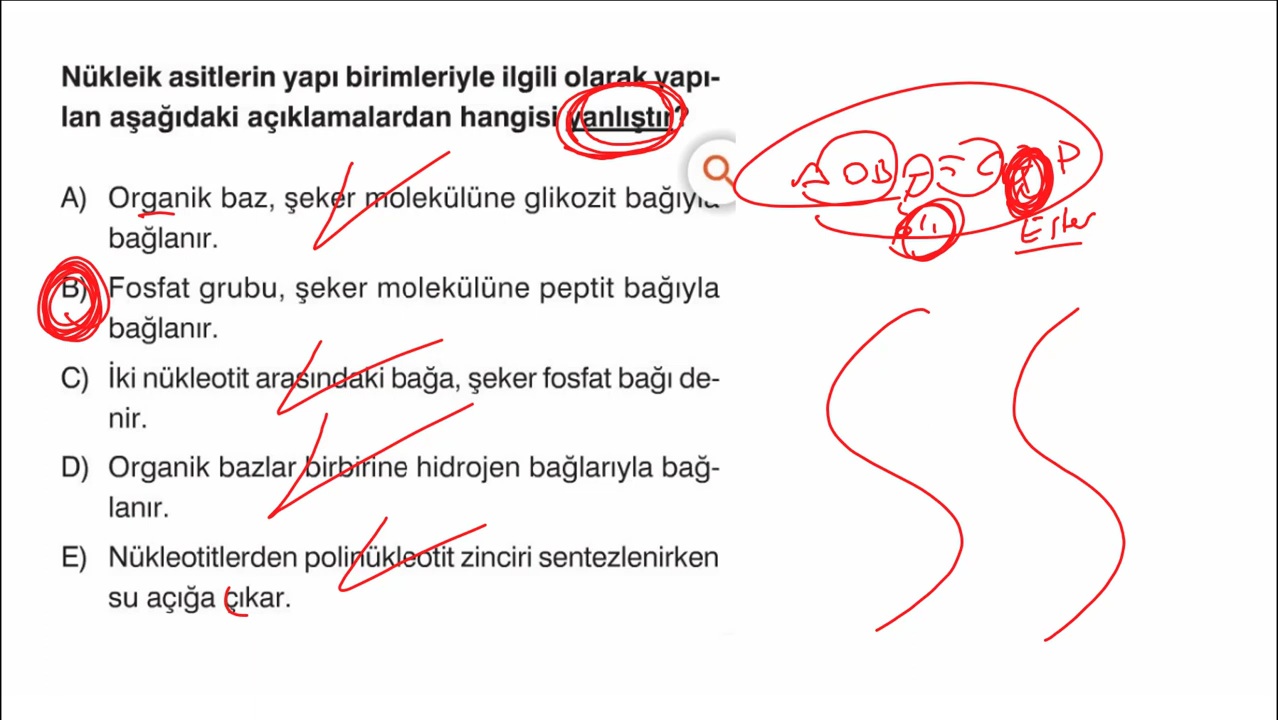 Nükleik asitlerin yapı birimleriyle ilgili olarak yapı-
lan aşağıdaki açıklamalardan hangisi yanlıştır?
A) Organik baz, şeker molekülüne glikozit bağıyla
bağlanır.
B) Fosfat grubu, şeker molekülüne peptit bağıyla
bağlanır.
C) İki nükleotit arasındaki bağa, şeker fosfat bağı de-
nir.
D) Organik bazlar birbirine hidrojen bağlarıyla bağ-
lanır.
E) Nükleotitlerden polinükleotit zinciri sentezlenirken
su açığa çıkar.
P
Ester